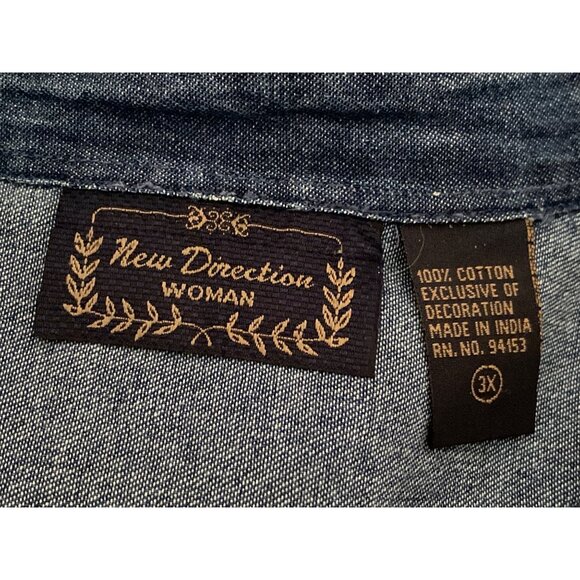 New Direction
WOMAN
100% COTTON
EXCLUSIVE OF
DECORATION
MADE IN INDIA
RN. NO. 94153
3X